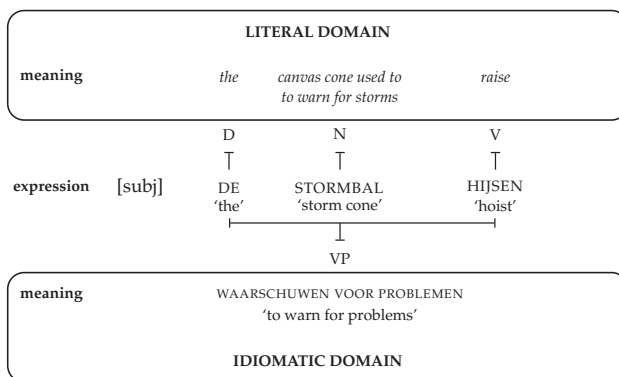 LITERAL DOMAIN
meaning the canvas cone used to raise
to warn for storms
D N V
expression [subj] DE STORMBAL HIJSEN
'the' 'storm cone' 'hoist'
VP
meaning WAARSCHUWEN VOOR PROBLEMEN
'to warn for problems'
IDIOMATIC DOMAIN